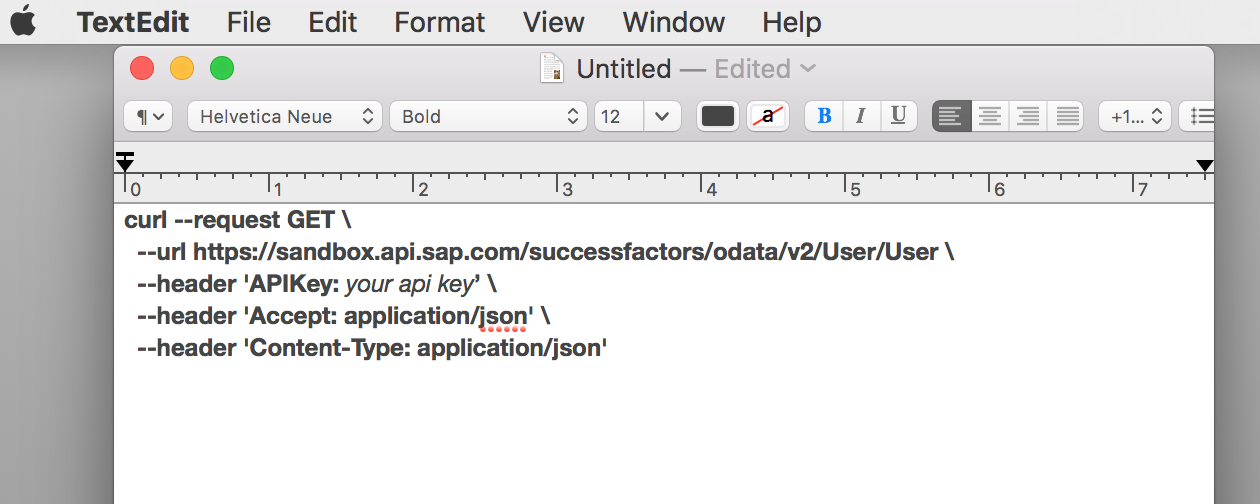 TextEdit File Edit Format View Window Help
Untitled — Edited
¶ Helvetica Neue Bold 12 a B I U +1...
0 1 2 3 4 5 6 7
curl --request GET \
--url https://sandbox.api.sap.com/successfactors/odata/v2/User/User \
--header 'APIKey: your api key’ \
--header 'Accept: application/json' \
--header 'Content-Type: application/json'